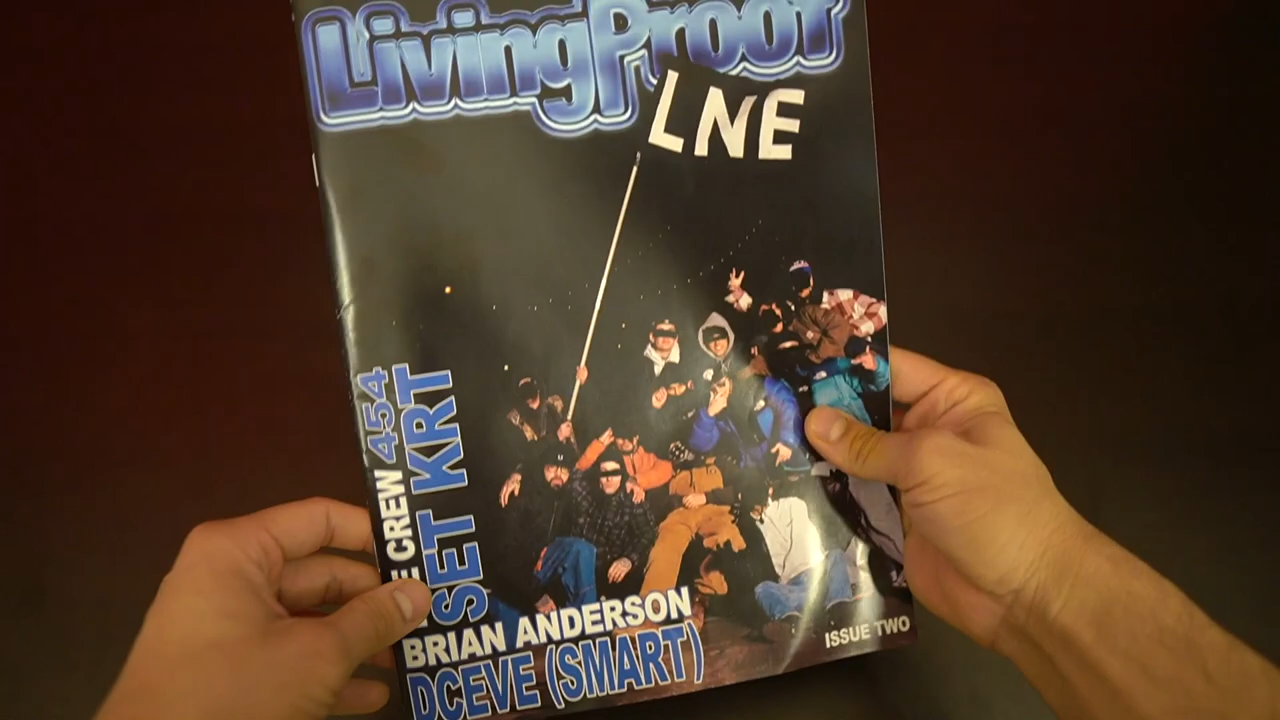 LivingProof
LNE
454
CREW
SET KRT
BRIAN ANDERSON
DCEVE (SMART)
ISSUE TWO